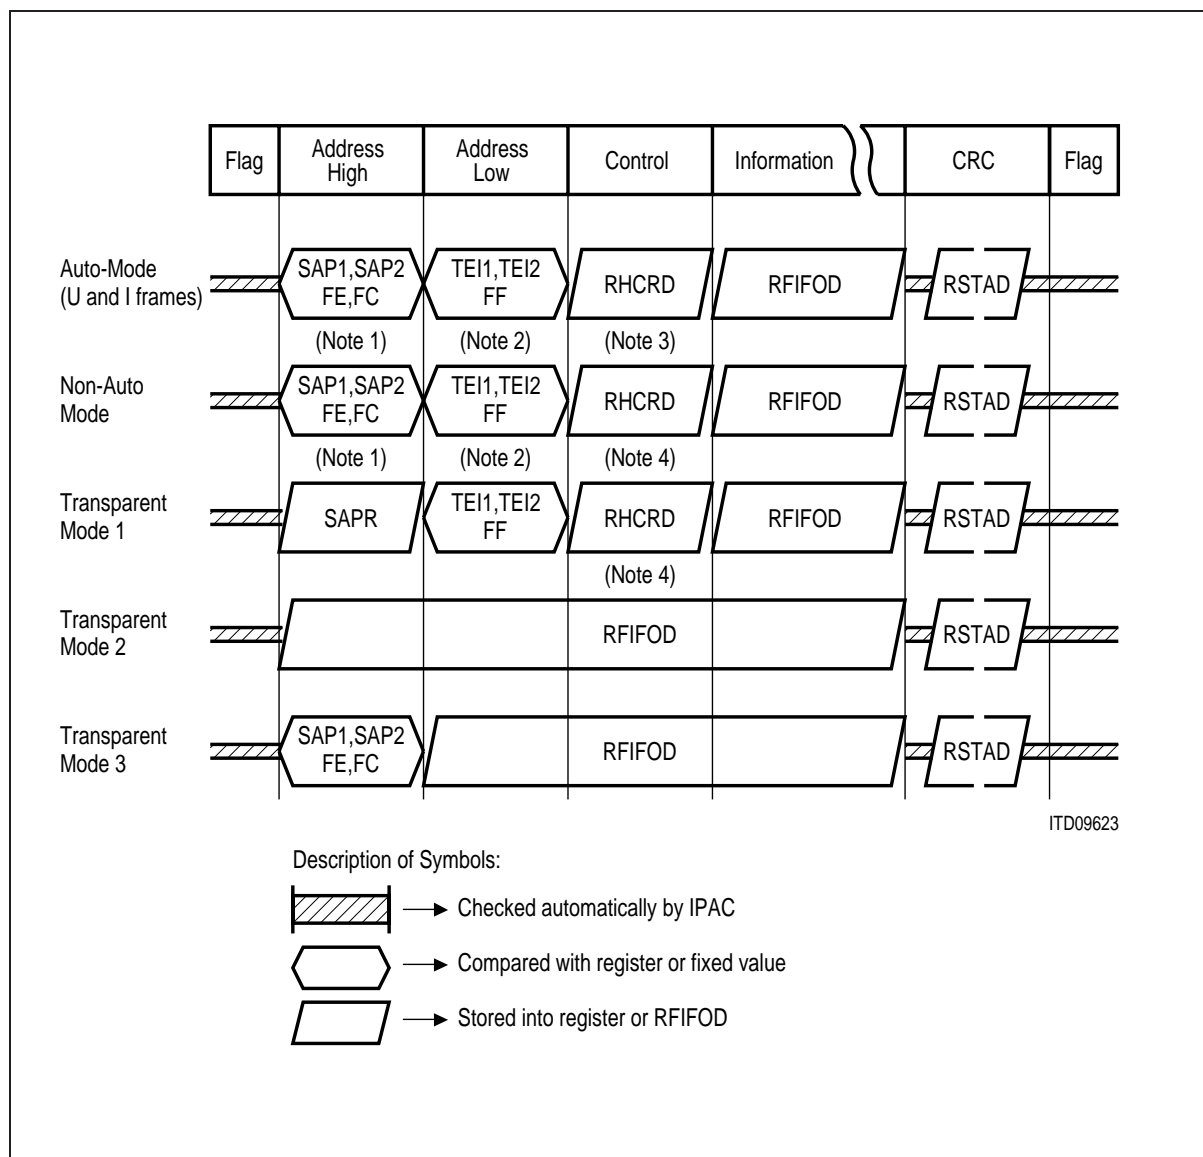 Flag
Address
High
Address
Low
Control
Information
CRC
Flag
Auto-Mode
(U and I frames)
SAP1,SAP2
FE,FC
TEI1,TEI2
FF
RHCRD
RFIFOD
RSTAD
(Note 1)
(Note 2)
(Note 3)
Non-Auto
Mode
SAP1,SAP2
FE,FC
TEI1,TEI2
FF
RHCRD
RFIFOD
RSTAD
(Note 1)
(Note 2)
(Note 4)
Transparent
Mode 1
SAPR
TEI1,TEI2
FF
RHCRD
RFIFOD
RSTAD
(Note 4)
Transparent
Mode 2
RFIFOD
RSTAD
Transparent
Mode 3
SAP1,SAP2
FE,FC
RFIFOD
RSTAD
ITD09623
Description of Symbols:
Checked automatically by IPAC
Compared with register or fixed value
Stored into register or RFIFOD